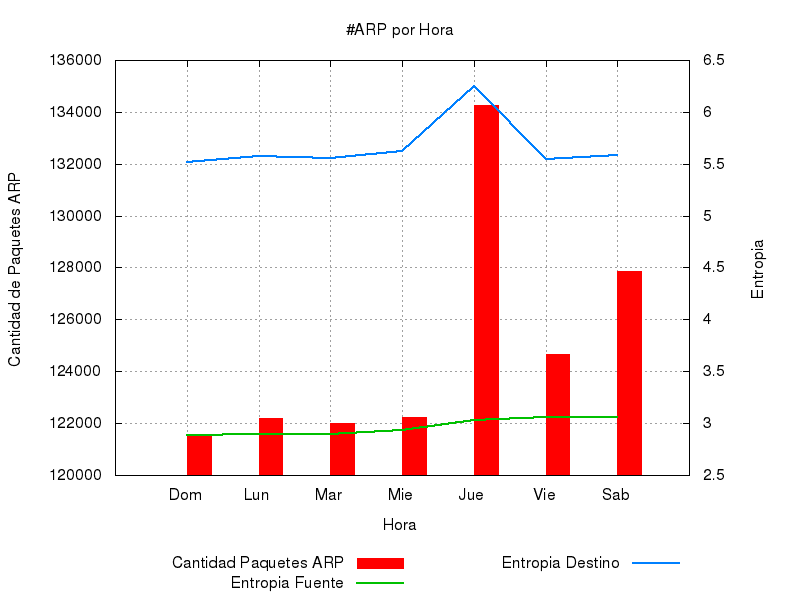 #ARP por Hora
136000
134000
132000
130000
128000
126000
124000
122000
120000
6.5
6
5.5
5
4.5
4
3.5
3
2.5
Cantidad de Paquetes ARP
Entropia
Dom Lun Mar Mie Jue Vie Sab
Hora
Cantidad Paquetes ARP Entropia Destino
Entropia Fuente